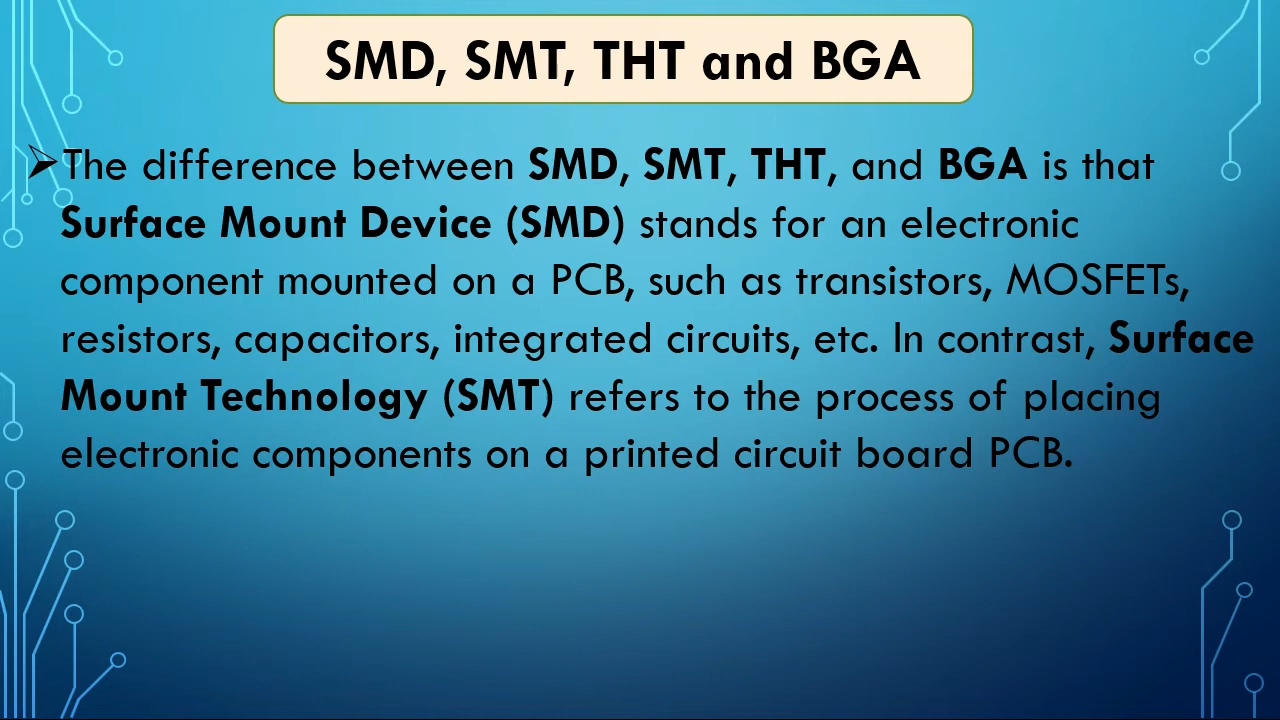 SMD, SMT, THT and BGA
➢The difference between SMD, SMT, THT, and BGA is that
Surface Mount Device (SMD) stands for an electronic
component mounted on a PCB, such as transistors, MOSFETs,
resistors, capacitors, integrated circuits, etc. In contrast, Surface
Mount Technology (SMT) refers to the process of placing
electronic components on a printed circuit board PCB.